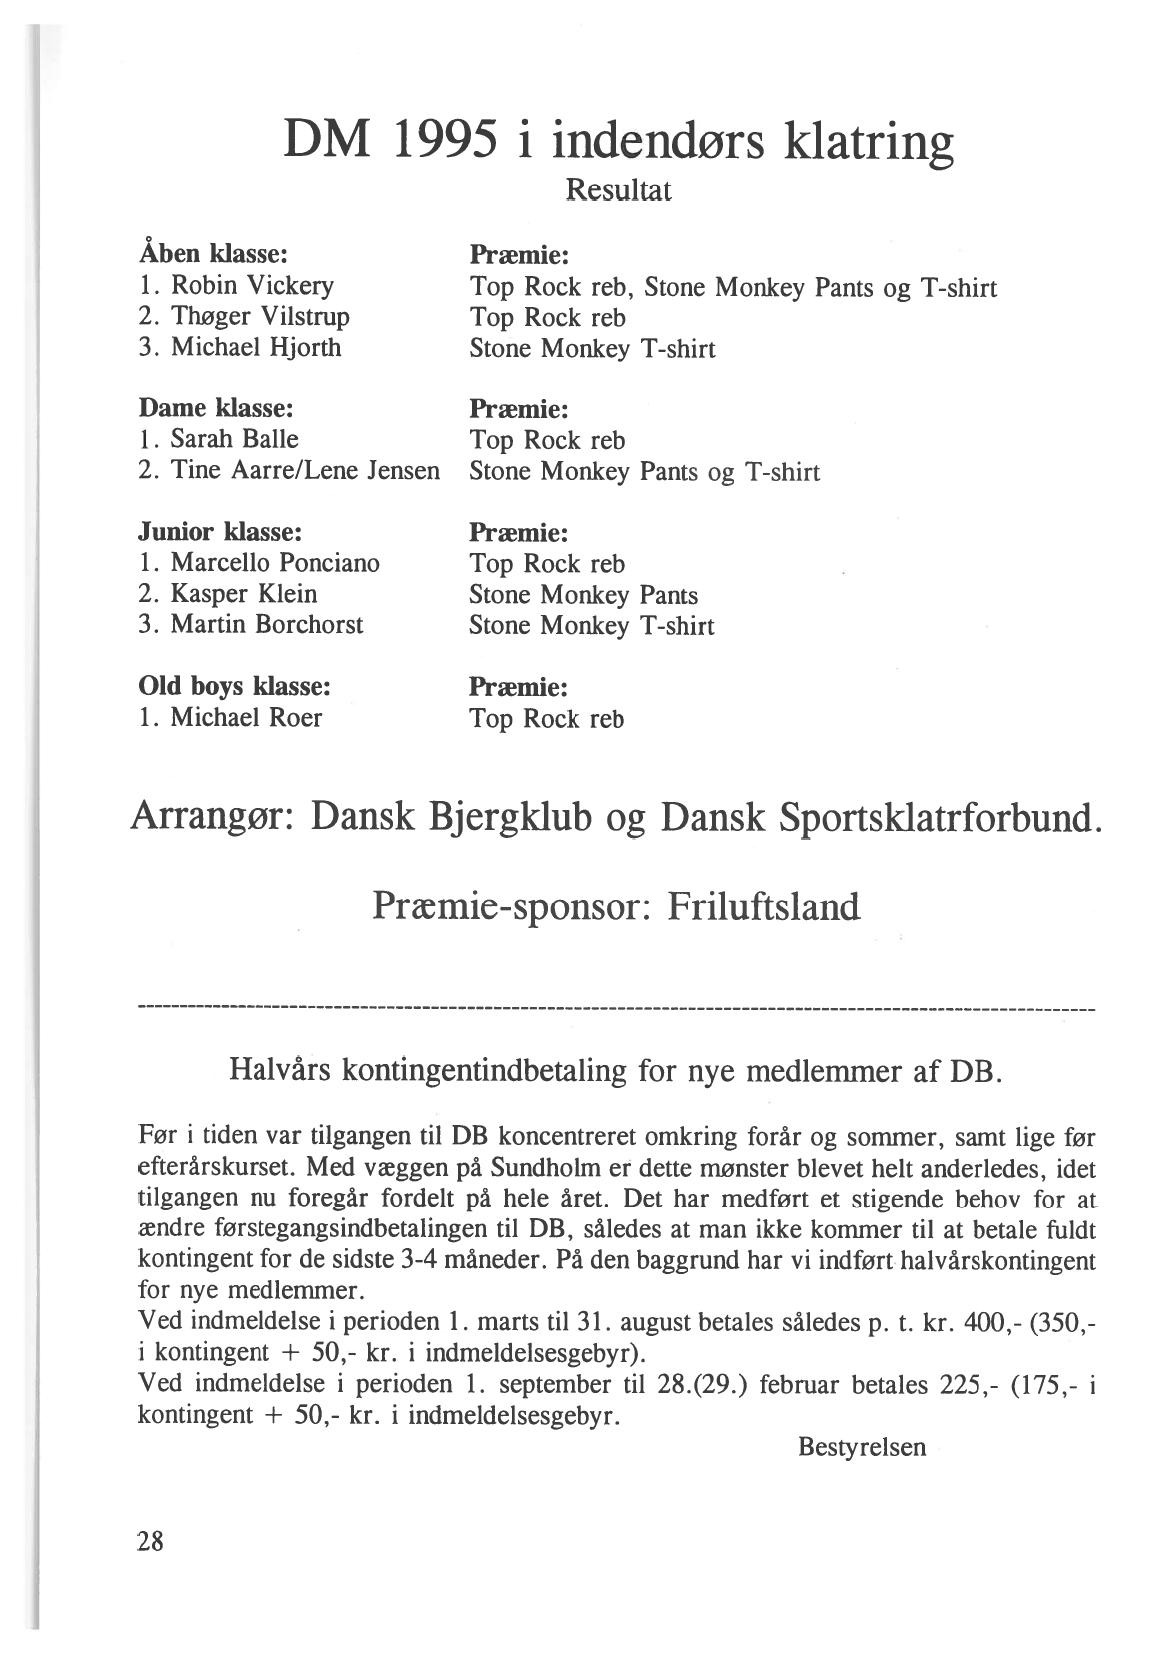 DM 1995 i indendørs klatring
Resultat
Åben klasse: Præmie:
1. Robin Vickery Top Rock reb, Stone Monkey Pants og T-shirt
2. Thøger Vilstrup Top Rock reb
3. Michael Hjorth Stone Monkey T-shirt
Dame klasse: Præmie:
1. Sarah Balle Top Rock reb
2. Tine Aarre/Lene Jensen Stone Monkey Pants og T-shirt
Junior klasse: Præmie:
1. Marcello Ponciano Top Rock reb
2. Kasper Klein Stone Monkey Pants
3. Martin Borchorst Stone Monkey T-shirt
Old boys klasse: Præmie:
1. Michael Roer Top Rock reb
Arrangør: Dansk Bjergklub og Dansk Sportsklatrforbund.
Præmie-sponsor: Friluftsland
Halvårs kontingentindbetaling for nye medlemmer af DB.
Før i tiden var tilgangen til DB koncentreret omkring forår og sommer, samt lige før
efterårskurset. Med væggen på Sundholm er dette mønster blevet helt anderledes, idet
tilgangen nu foregår fordelt på hele året. Det har medført et stigende behov for at
ændre førstegangsindbetalingen til DB, således at man ikke kommer til at betale fuldt
kontingent for de sidste 3-4 måneder. På den baggrund har vi indført halvårskontingent
for nye medlemmer.
Ved indmeldelse i perioden 1. marts til 31. august betales således p. t. kr. 400,- (350,-
i kontingent + 50,- kr. i indmeldelsesgebyr).
Ved indmeldelse i perioden 1. september til 28.(29.) februar betales 225,- (175,- i
kontingent + 50,- kr. i indmeldelsesgebyr.
Bestyrelsen
28